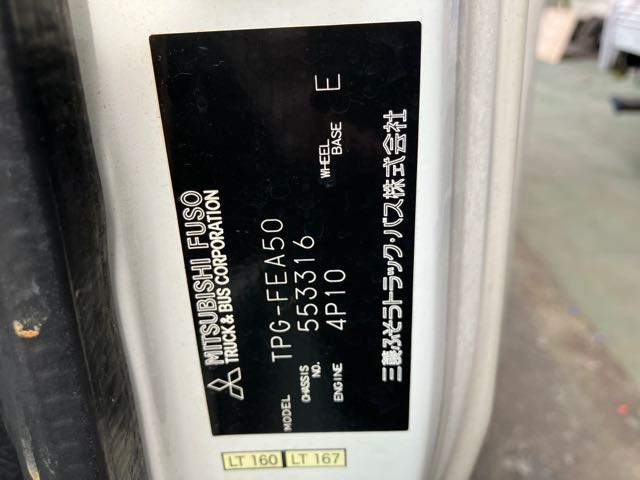 MITSUBISHI FUSO
TRUCK & BUS CORPORATION
MODEL TPG-FEA50
CHASSIS NO. 553316
ENGINE 4P10 WHEEL BASE E
三菱ふそうトラック・バス株式会社
LT 160 LT 167